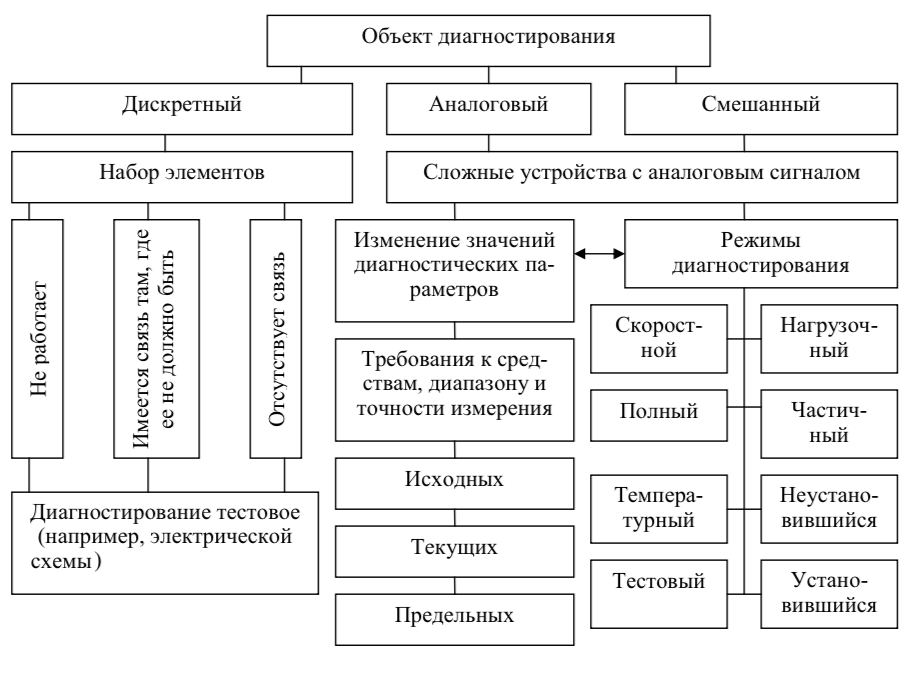 Объект диагностирования
Дискретный
Аналоговый
Смешанный
Набор элементов
Сложные устройства с аналоговым сигналом
Не работает
Имеется связь там, где
ее не должно быть
Отсутствует связь
Изменение значений
диагностических па-
раметров
Режимы
диагностирования
Требования к сред-
ствам, диапазону и
точности измерения
Скорост-
ной
Нагрузоч-
ный
Полный
Частич-
ный
Исходных
Текущих
Предельных
Темпера-
турный
Неустано-
вившийся
Тестовый
Устано-
вившийся
Диагностирование тестовое
(например, электрической
схемы)